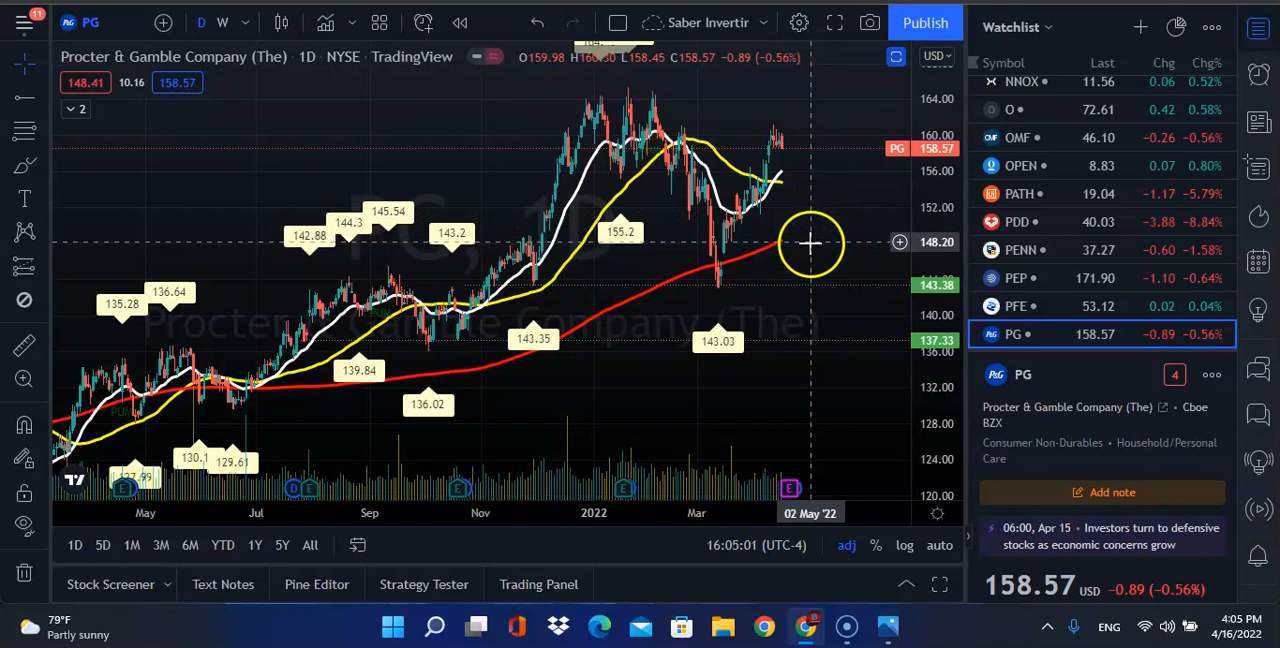 11
PG
D W
Saber Invertir
Publish
Watchlist
Procter & Gamble Company (The) • 1D • NYSE • TradingView
O159.98 H160.30 L158.45 C158.57 -0.89 (-0.56%)
USD
148.41 10.16 158.57
2
Symbol Last Chg Chg%
NNOX 11.56 0.06 0.52%
O 72.61 0.42 0.58%
OMF 46.10 -0.26 -0.56%
OPEN 8.83 0.07 0.80%
PATH 19.04 -1.17 -5.79%
PDD 40.03 -3.88 -8.84%
PENN 37.27 -0.60 -1.58%
PEP 171.90 -1.10 -0.64%
PFE 53.12 0.02 0.04%
PG 158.57 -0.89 -0.56%
164.00
160.00
PG 158.57
156.00
152.00
148.20
143.38
140.00
137.33
136.00
132.00
128.00
124.00
120.00
PG, 1D
Procter & Gamble Company (The)
135.28
136.64
142.88
144.3
145.54
143.2
155.2
143.35
143.03
139.84
136.02
130.1
129.61
127.99
E D E E E E
May Jul Sep Nov 2022 Mar 02 May '22
1D 5D 1M 3M 6M YTD 1Y 5Y All
16:05:01 (UTC-4) adj % log auto
Stock Screener Text Notes Pine Editor Strategy Tester Trading Panel
PG
4
Procter & Gamble Company (The) • Cboe
BZX
Consumer Non-Durables • Household/Personal
Care
Add note
06:00, Apr 15 • Investors turn to defensive
stocks as economic concerns grow
158.57 USD -0.89 (-0.56%)
79°F
Partly sunny
ENG
4:05 PM
4/16/2022